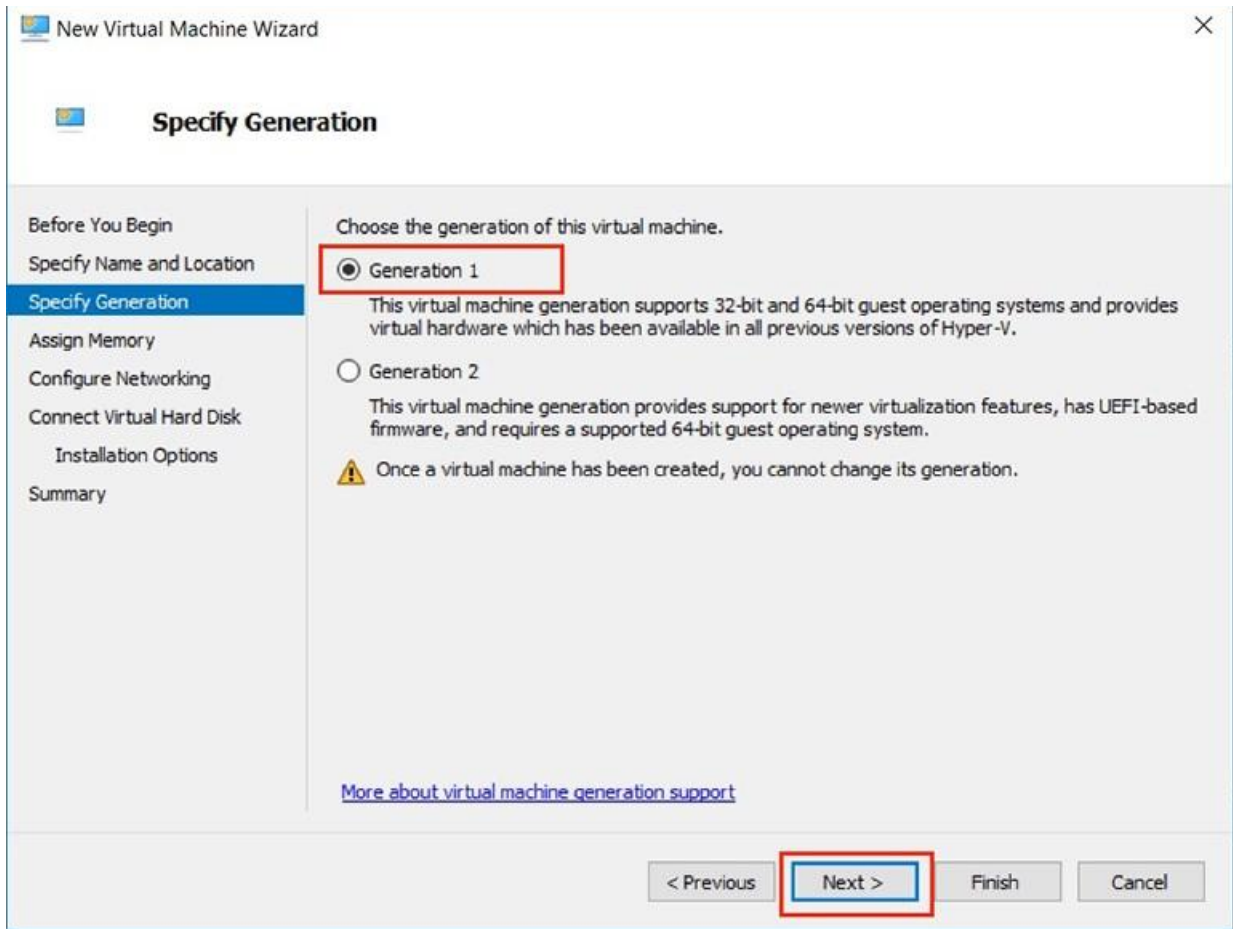 New Virtual Machine Wizard
Specify Generation
Before You Begin
Specify Name and Location
Specify Generation
Assign Memory
Configure Networking
Connect Virtual Hard Disk
Installation Options
Summary
Choose the generation of this virtual machine.
Generation 1
This virtual machine generation supports 32-bit and 64-bit guest operating systems and provides
virtual hardware which has been available in all previous versions of Hyper-V.
Generation 2
This virtual machine generation provides support for newer virtualization features, has UEFI-based
firmware, and requires a supported 64-bit guest operating system.
Once a virtual machine has been created, you cannot change its generation.
More about virtual machine generation support
< Previous
Next >
Finish
Cancel